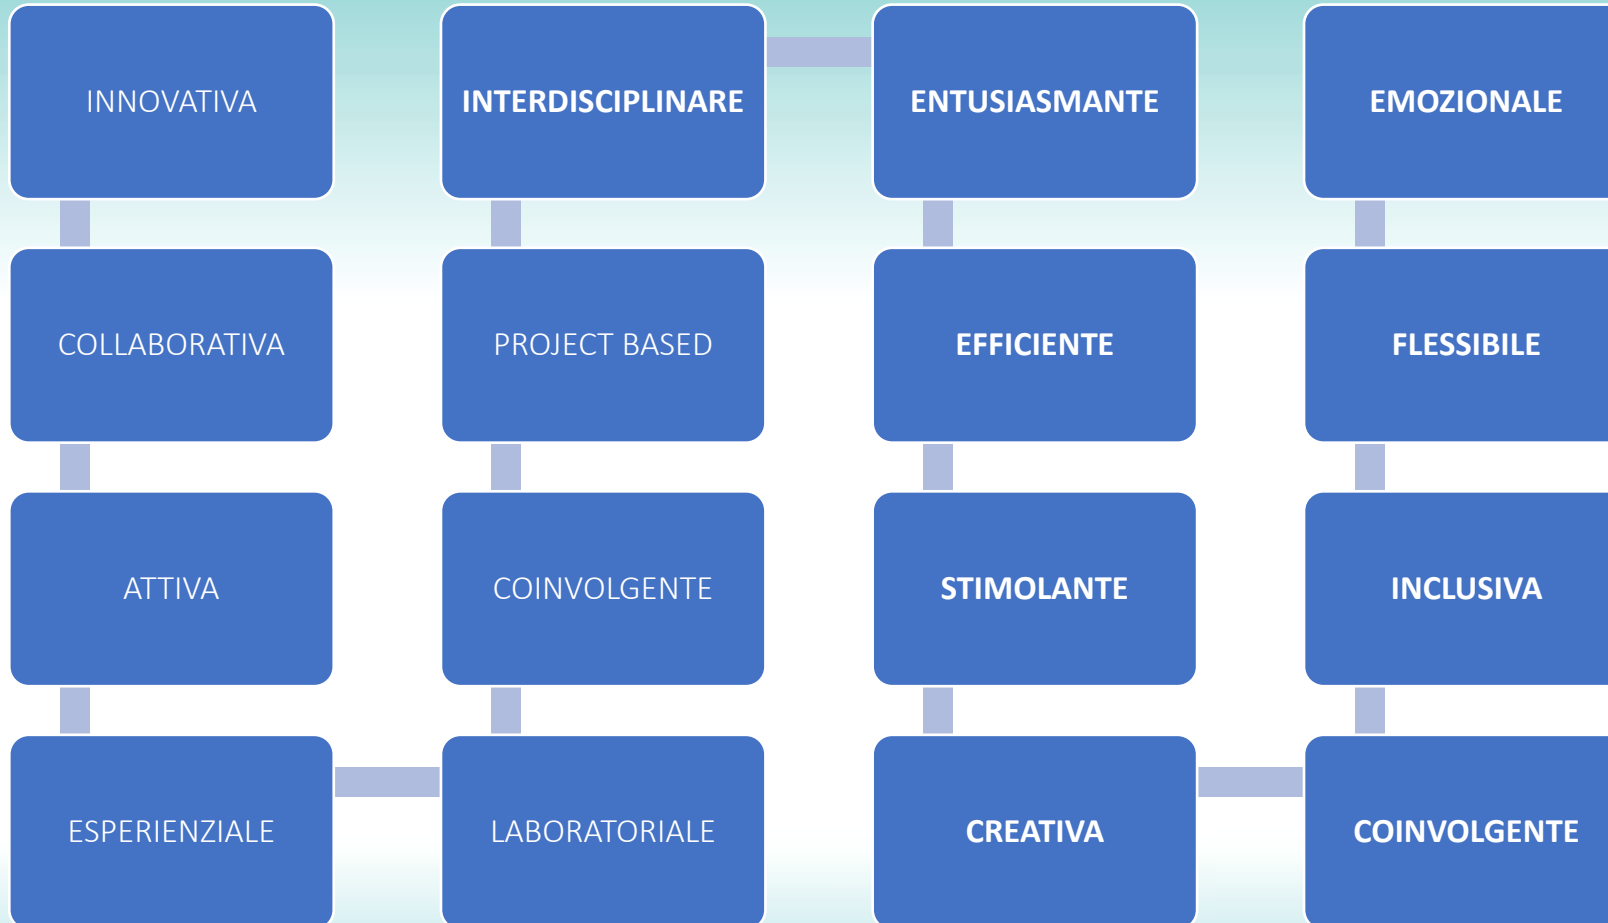 INNOVATIVA
COLLABORATIVA
ATTIVA
ESPERIENZIALE
LABORATORIALE
COINVOLGENTE
PROJECT BASED
INTERDISCIPLINARE
ENTUSIASMANTE
EFFICIENTE
STIMOLANTE
CREATIVA
COINVOLGENTE
INCLUSIVA
FLESSIBILE
EMOZIONALE